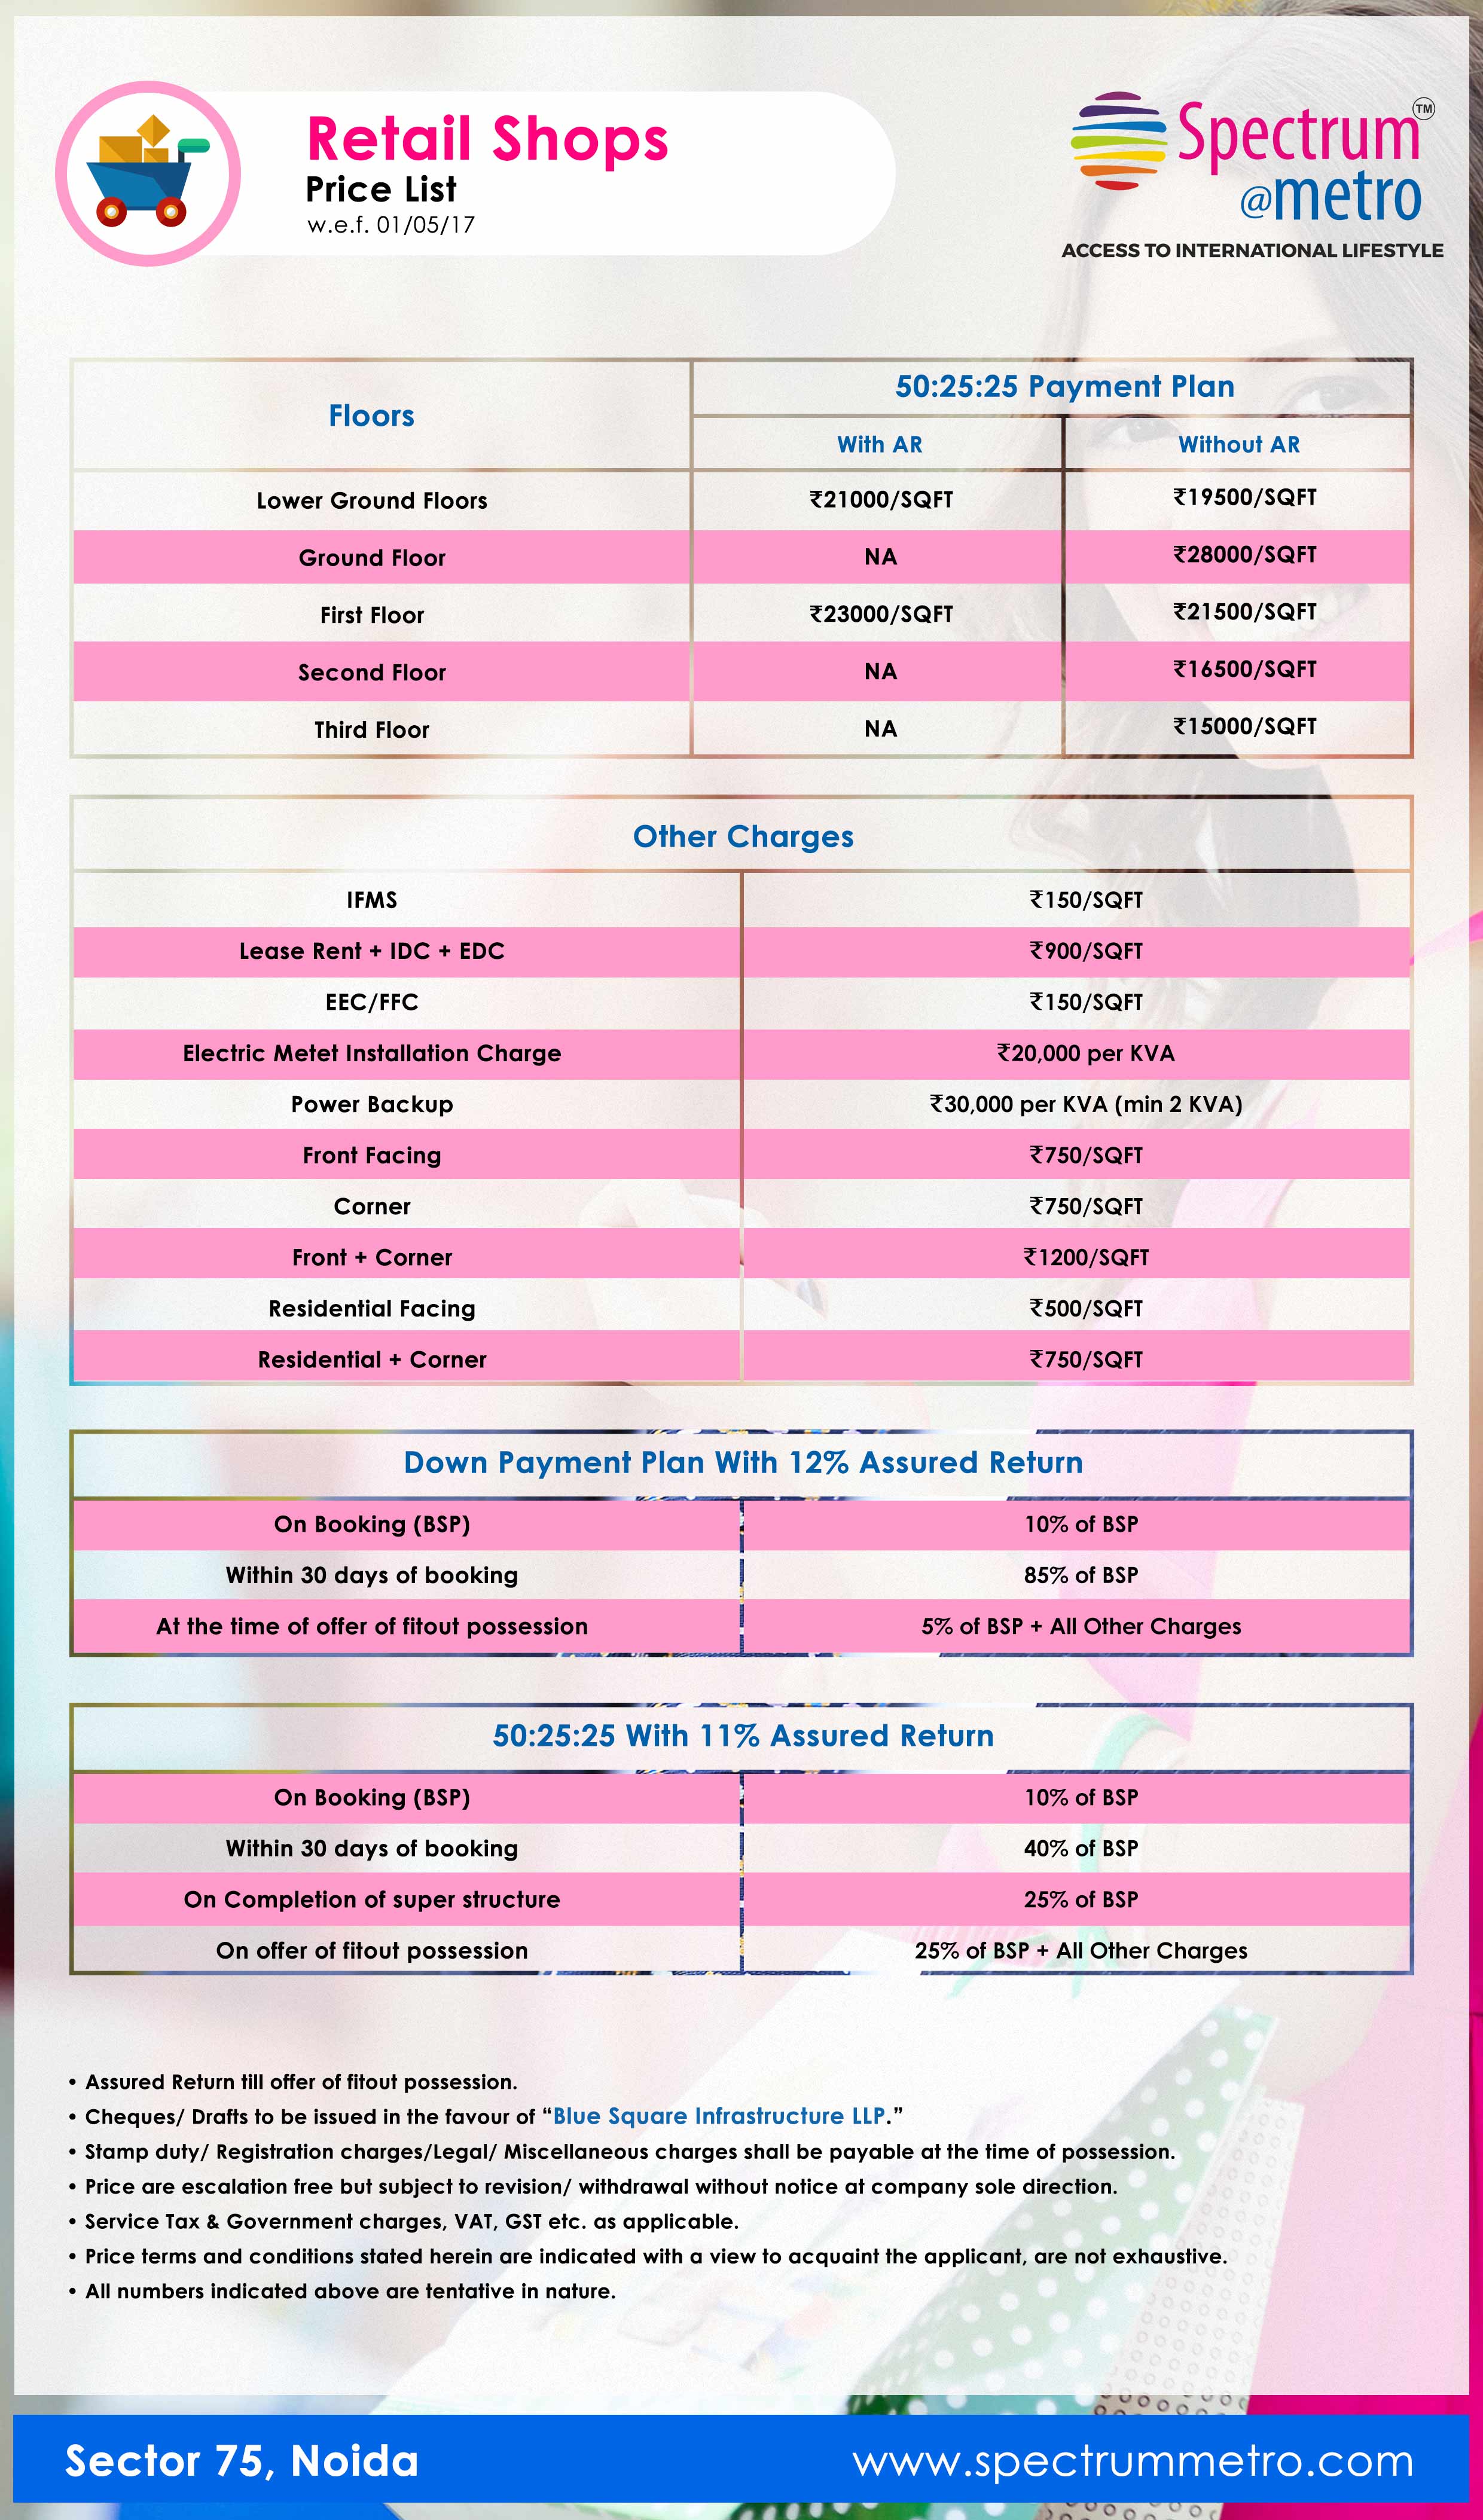 Retail Shops
Price List
w.e.f. 01/05/17
Spectrum™
@metro
ACCESS TO INTERNATIONAL LIFESTYLE
Floors
50:25:25 Payment Plan
With AR Without AR
Lower Ground Floors ₹21000/SQFT ₹19500/SQFT
Ground Floor NA ₹28000/SQFT
First Floor ₹23000/SQFT ₹21500/SQFT
Second Floor NA ₹16500/SQFT
Third Floor NA ₹15000/SQFT
Other Charges
IFMS ₹150/SQFT
Lease Rent + IDC + EDC ₹900/SQFT
EEC/FFC ₹150/SQFT
Electric Metet Installation Charge ₹20,000 per KVA
Power Backup ₹30,000 per KVA (min 2 KVA)
Front Facing ₹750/SQFT
Corner ₹750/SQFT
Front + Corner ₹1200/SQFT
Residential Facing ₹500/SQFT
Residential + Corner ₹750/SQFT
Down Payment Plan With 12% Assured Return
On Booking (BSP) 10% of BSP
Within 30 days of booking 85% of BSP
At the time of offer of fitout possession 5% of BSP + All Other Charges
50:25:25 With 11% Assured Return
On Booking (BSP) 10% of BSP
Within 30 days of booking 40% of BSP
On Completion of super structure 25% of BSP
On offer of fitout possession 25% of BSP + All Other Charges
• Assured Return till offer of fitout possession.
• Cheques/ Drafts to be issued in the favour of “Blue Square Infrastructure LLP.”
• Stamp duty/ Registration charges/Legal/ Miscellaneous charges shall be payable at the time of possession.
• Price are escalation free but subject to revision/ withdrawal without notice at company sole direction.
• Service Tax & Government charges, VAT, GST etc. as applicable.
• Price terms and conditions stated herein are indicated with a view to acquaint the applicant, are not exhaustive.
• All numbers indicated above are tentative in nature.
Sector 75, Noida
www.spectrummetro.com